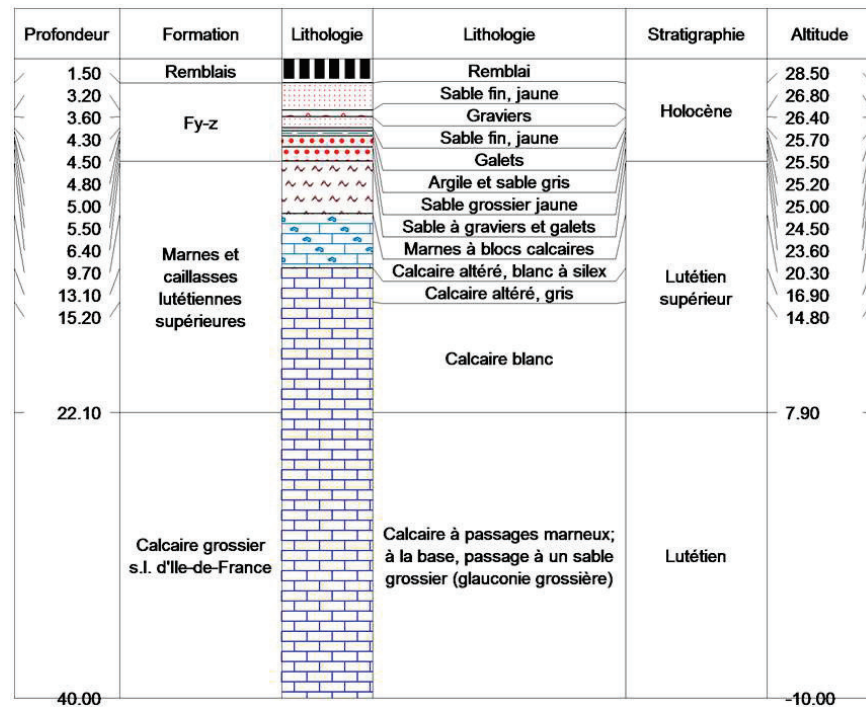 Profondeur Formation Lithologie Lithologie Stratigraphie Altitude
1.50 Remblais Remblai 28.50
3.20 Sable fin, jaune 26.80
3.60 Fy-z Graviers Holocène 26.40
4.30 Sable fin, jaune 25.70
4.50 Galets 25.50
4.80 Argile et sable gris 25.20
5.00 Sable grossier jaune 25.00
5.50 Sable à graviers et galets 24.50
6.40 Marnes à blocs calcaires 23.60
9.70 Calcaire altéré, blanc à silex 20.30
13.10 Calcaire altéré, gris 16.90
15.20 14.80
Marnes et
caillasses
lutétiennes
supérieures
Calcaire blanc
Lutétien
supérieur
22.10 7.90
Calcaire grossier
s.l. d'Ile-de-France
Calcaire à passages marneux;
à la base, passage à un sable
grossier (glauconie grossière)
Lutétien
40.00 -10.00